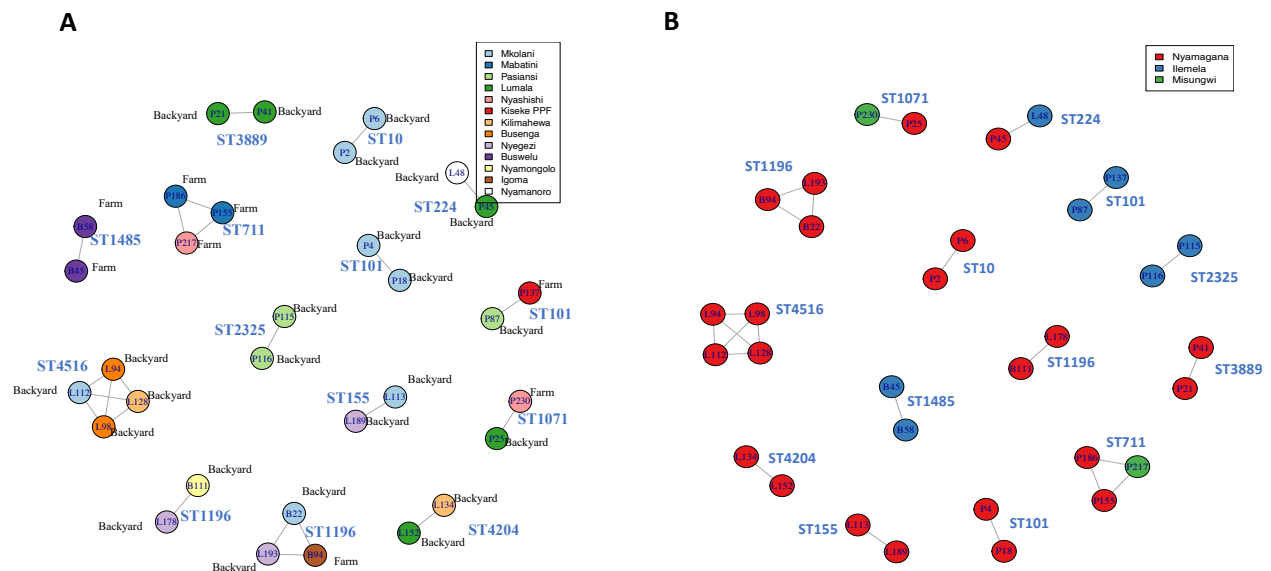 A
B
Mkolani
Mabatini
Pasiansi
Lumala
Nyashishi
Kiseke PPF
Kilimahewa
Busenga
Nyegezi
Buswelu
Nyamongolo
Igoma
Nyamanoro
Backyard P21 P41 Backyard
ST3889
P6 Backyard
ST10
P2 Backyard
Backyard L48
ST224 P45
Backyard
Farm
P186
P155 Farm
ST711
P217 Farm
Farm
B58
ST1485
B45 Farm
P4 Backyard
ST101
P18 Backyard
P137 Farm
ST101
P87
Backyard
P115 Backyard
ST2325
P116 Backyard
ST4516
L94 Backyard
Backyard L112
L128 Backyard
L98 Backyard
ST155
L113 Backyard
L189 Backyard
P230 Farm
ST1071
P25 Backyard
B111 Backyard
Backyard L178 ST1196
B22 Backyard
ST1196
L193 Backyard
B94 Farm
L134 Backyard
ST4204
L152 Backyard
Nyamagana
Ilemela
Misungwi
ST1071
P230 P25
L48 ST224
P45
ST1196
L193
B94
B22
P137
ST101
P87
P6
ST10
P2
P115
P116 ST2325
ST4516
L94 L98
L112 L128
L178
B111 ST1196
P41
ST3889
P21
B45
ST1485
B58
ST711
P186 P217
P155
L134 ST4204
L152
L113
ST155
L189
P4
ST101
P18